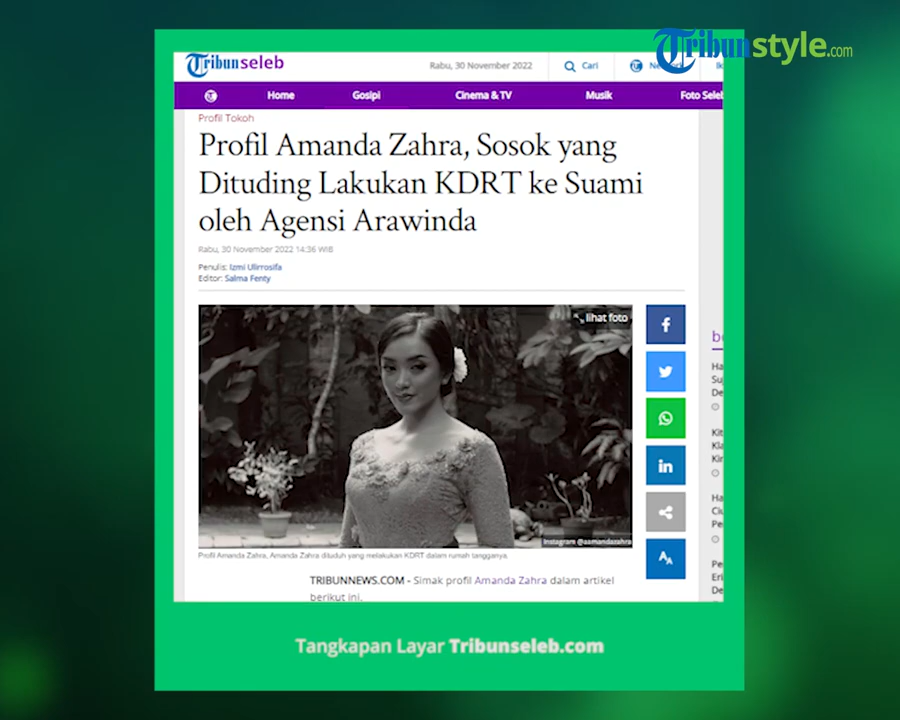 Tribunstyle.com
Tribunseleb
Rabu, 30 November 2022
Cari
Home Gosipi Cinema & TV Musik Foto Seleb
Profil Tokoh
Profil Amanda Zahra, Sosok yang
Dituding Lakukan KDRT ke Suami
oleh Agensi Arawinda
Rabu, 30 November 2022 14:36 WIB
Penulis: Izmi Ulirrosifa
Editor: Salma Fenty
lihat foto
Instagram @aamandazahra
Profil Amanda Zahra, Amanda Zahra dituduh yang melakukan KDRT dalam rumah tangganya.
TRIBUNNEWS.COM - Simak profil Amanda Zahra dalam artikel
berikut ini.
Tangkapan Layar Tribunseleb.com